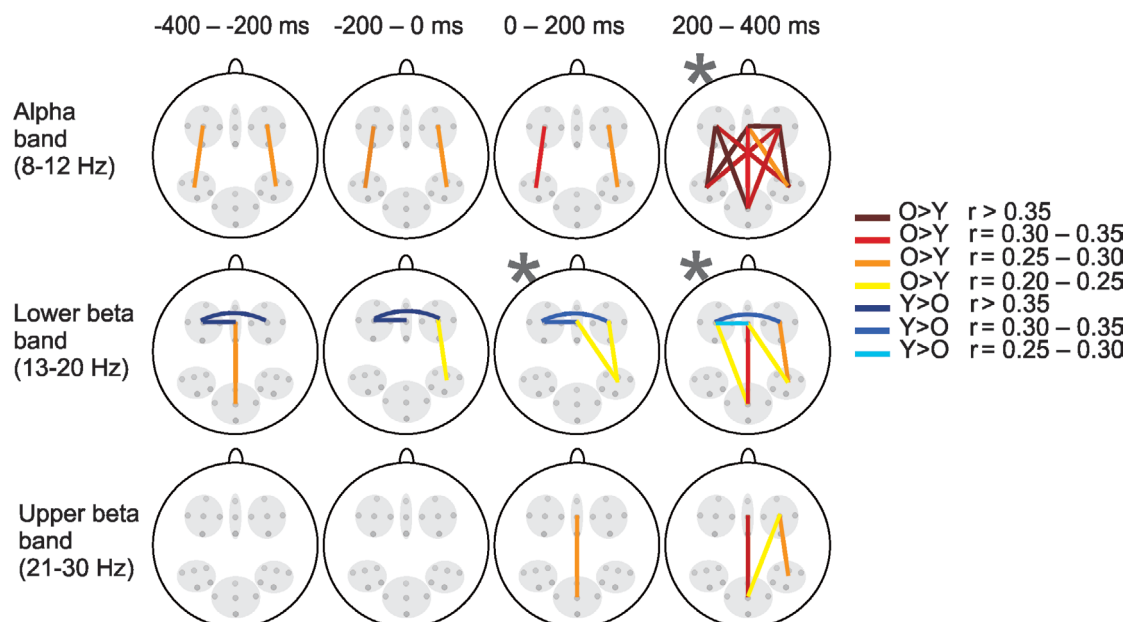 -400 – -200 ms
-200 – 0 ms
0 – 200 ms
200 – 400 ms
Alpha
band
(8-12 Hz)
*
O>Y r > 0.35
O>Y r = 0.30 – 0.35
O>Y r = 0.25 – 0.30
O>Y r = 0.20 – 0.25
Y>O r > 0.35
Y>O r = 0.30 – 0.35
Y>O r = 0.25 – 0.30
Lower beta
band
(13-20 Hz)
*
*
Upper beta
band
(21-30 Hz)